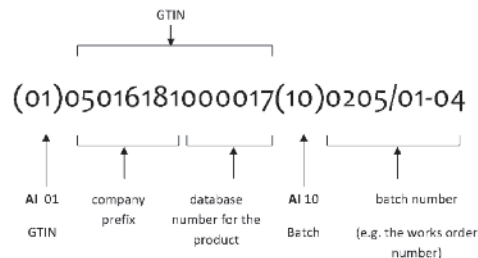 GTIN
(01)05016181000017(10)0205/01-04
AI 01
GTIN
company
prefix
database
number for the
product
AI 10
Batch
batch number
(e.g. the works order
number)